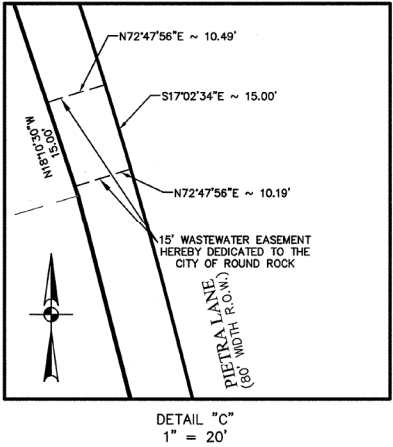 N72°47'56"E ~ 10.49'
S17°02'34"E ~ 15.00'
N18°10'30"W
15.00'
N72°47'56"E ~ 10.19'
15' WASTEWATER EASEMENT
HEREBY DEDICATED TO THE
CITY OF ROUND ROCK
PIETRA LANE
(80' WIDTH R.O.W.)
DETAIL "C"
1" = 20'